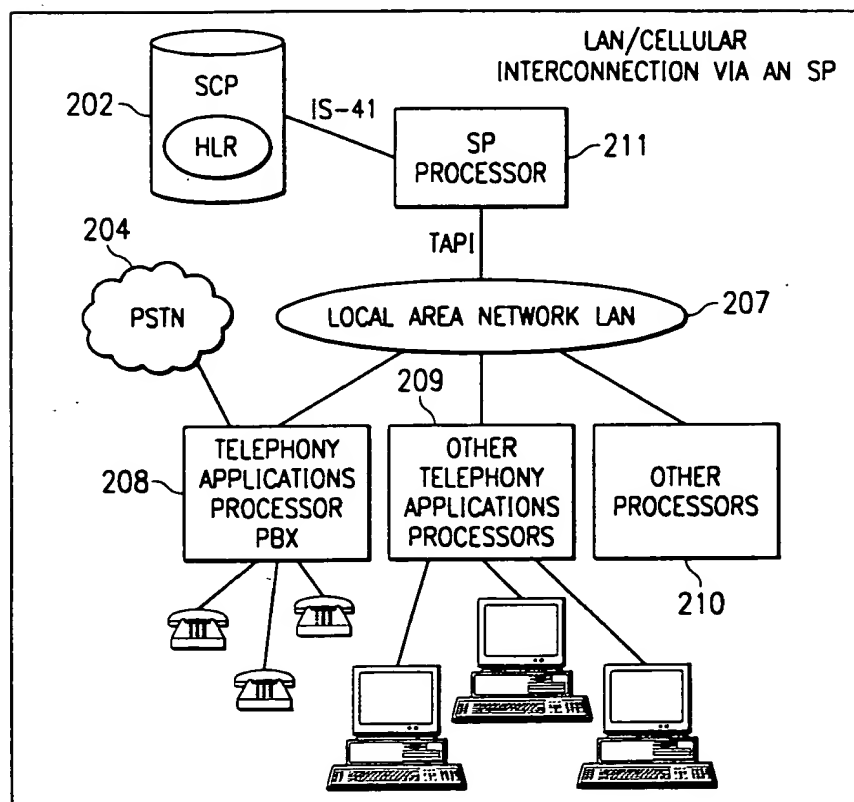 LAN/CELLULAR
INTERCONNECTION VIA AN SP
202
SCP
HLR
IS-41
SP
PROCESSOR
211
TAPI
204
PSTN
LOCAL AREA NETWORK LAN
207
208
TELEPHONY
APPLICATIONS
PROCESSOR
PBX
209
OTHER
TELEPHONY
APPLICATIONS
PROCESSORS
OTHER
PROCESSORS
210